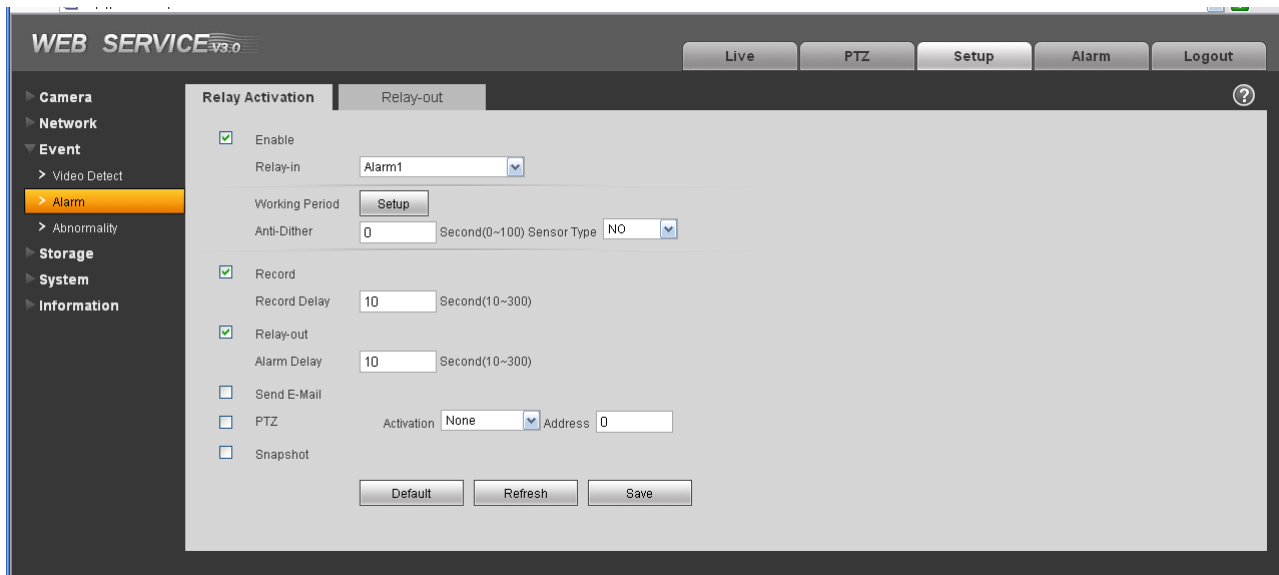 WEB SERVICE V3.0
Live PTZ Setup Alarm Logout
Camera
Network
Event
> Video Detect
> Alarm
> Abnormality
Storage
System
Information
Relay Activation Relay-out ?
Enable
Relay-in Alarm1
Working Period Setup
Anti-Dither 0 Second(0~100) Sensor Type NO
Record
Record Delay 10 Second(10~300)
Relay-out
Alarm Delay 10 Second(10~300)
Send E-Mail
PTZ Activation None Address 0
Snapshot
Default Refresh Save